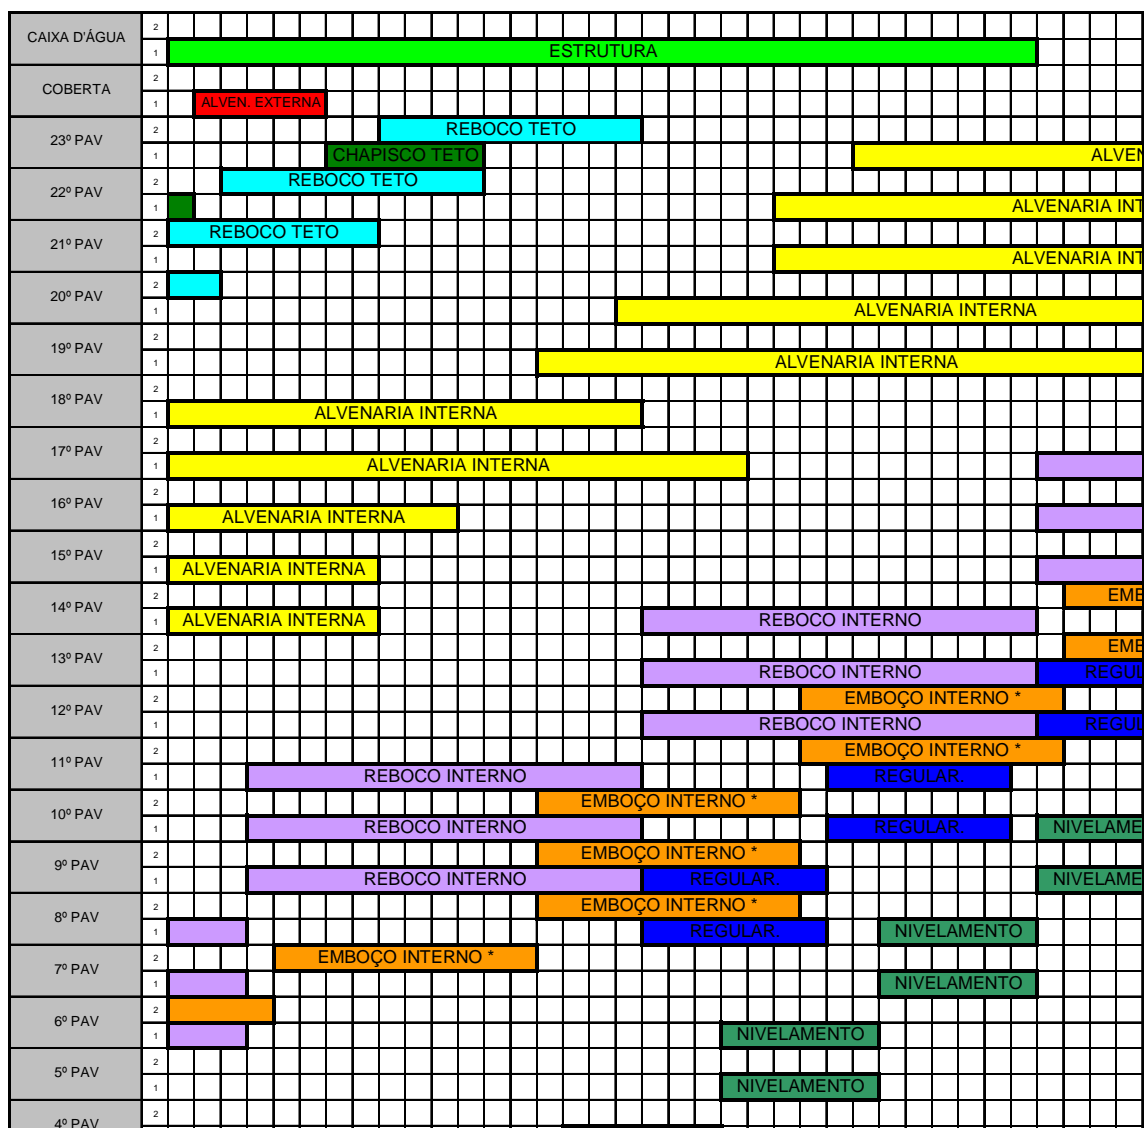 CAIXA D'ÁGUA
2
1 ESTRUTURA
COBERTA
2
1 ALVEN. EXTERNA
23º PAV
2 REBOCO TETO
1 CHAPISCO TETO ALVEN
22º PAV
2 REBOCO TETO
1 ALVENARIA INT
21º PAV
2 REBOCO TETO
1 ALVENARIA INT
20º PAV
2
1 ALVENARIA INTERNA
19º PAV
2
1 ALVENARIA INTERNA
18º PAV
2
1 ALVENARIA INTERNA
17º PAV
2
1 ALVENARIA INTERNA
16º PAV
2
1 ALVENARIA INTERNA
15º PAV
2
1 ALVENARIA INTERNA
14º PAV
2 EMB
1 ALVENARIA INTERNA REBOCO INTERNO
13º PAV
2 EMB
1 REBOCO INTERNO REGUL
12º PAV
2 EMBOÇO INTERNO *
1 REBOCO INTERNO REGUL
11º PAV
2 EMBOÇO INTERNO *
1 REBOCO INTERNO REGULAR.
10º PAV
2 EMBOÇO INTERNO *
1 REBOCO INTERNO REGULAR. NIVELAME
9º PAV
2 EMBOÇO INTERNO *
1 REBOCO INTERNO REGULAR. NIVELAME
8º PAV
2 EMBOÇO INTERNO *
1 REGULAR. NIVELAMENTO
7º PAV
2 EMBOÇO INTERNO *
1 NIVELAMENTO
6º PAV
2
1 NIVELAMENTO
5º PAV
2
1 NIVELAMENTO
4º PAV
2